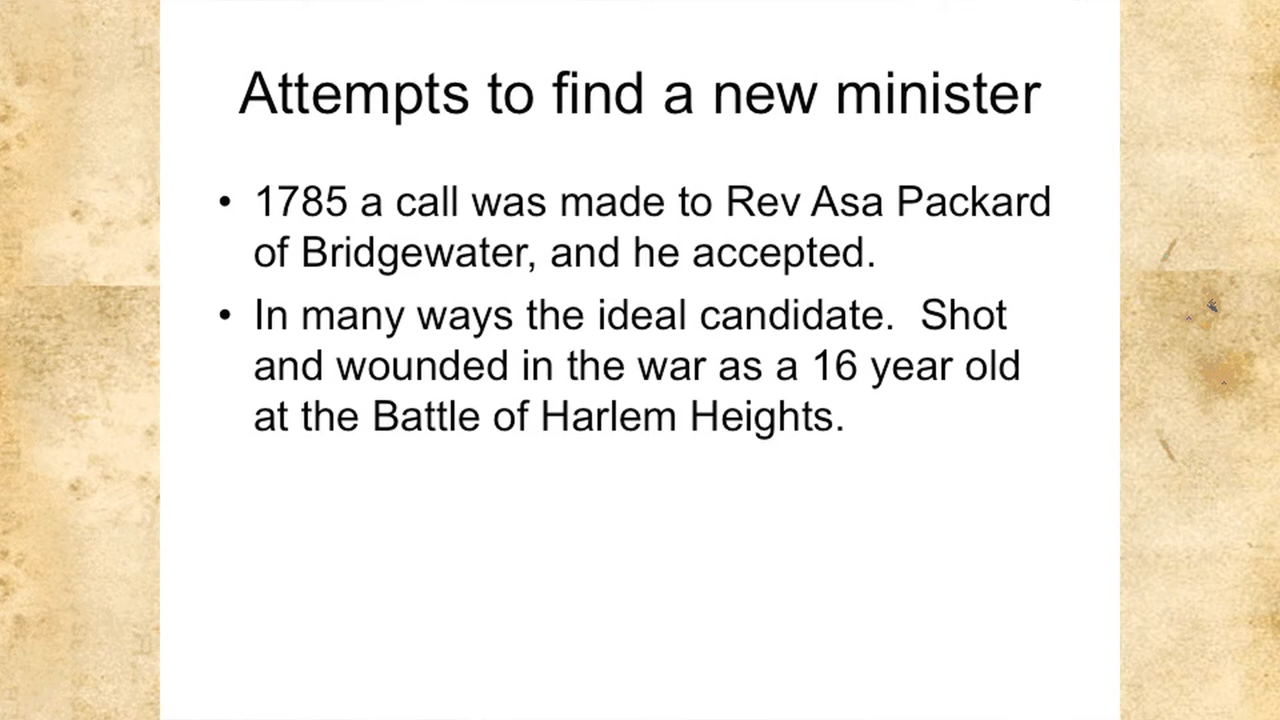 Attempts to find a new minister
• 1785 a call was made to Rev Asa Packard
of Bridgewater, and he accepted.
• In many ways the ideal candidate.  Shot
and wounded in the war as a 16 year old
at the Battle of Harlem Heights.